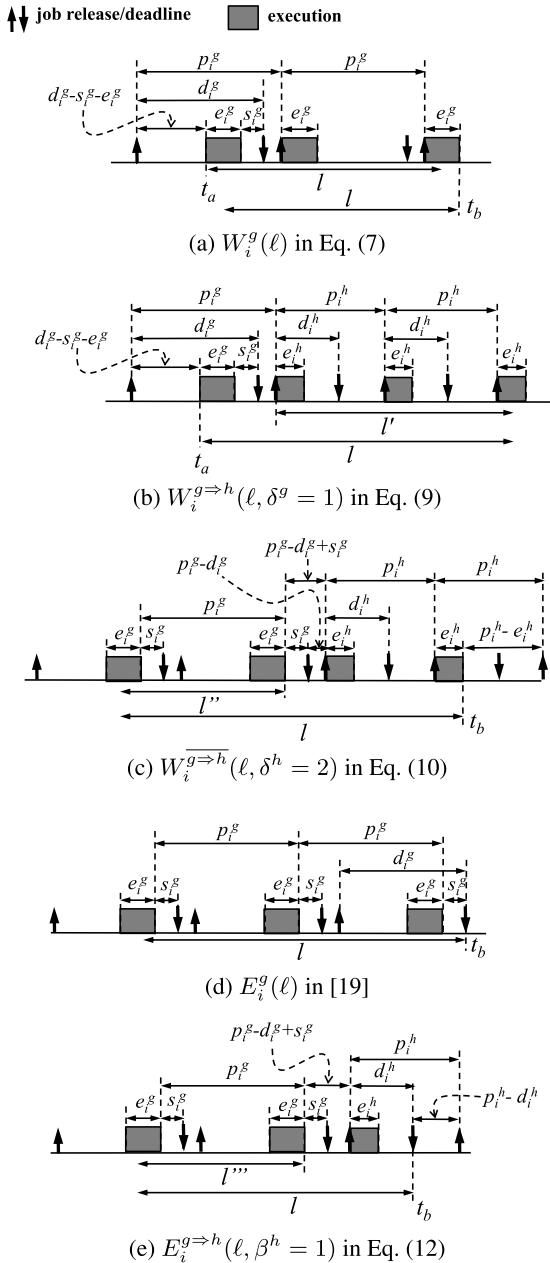 job release/deadline execution
p_i^g p_i^g
d_i^g
d_i^g-s_i^g-e_i^g
e_i^g s_i^g e_i^g e_i^g
t_a l
l t_b
(a) W_i^g(ℓ) in Eq. (7)
p_i^g p_i^h p_i^h
d_i^g d_i^h d_i^h
d_i^g-s_i^g-e_i^g
e_i^g s_i^g e_i^h e_i^h
l'
t_a l
(b) W_i^{g⇒h}(ℓ, δ^g = 1) in Eq. (9)
p_i^g-d_i^g+s_i^g
p_i^g-d_i^g p_i^h p_i^h
p_i^g d_i^h
e_i^g s_i^g e_i^g s_i^g e_i^h e_i^h p_i^h- e_i^h
l''
l t_b
(c) W_i^{\overline{g⇒h}}(ℓ, δ^h = 2) in Eq. (10)
p_i^g p_i^g
d_i^g
e_i^g s_i^g e_i^g s_i^g e_i^g s_i^g
l t_b
(d) E_i^g(ℓ) in [19]
p_i^g-d_i^g+s_i^g p_i^h
p_i^g d_i^h
e_i^g s_i^g e_i^g s_i^g e_i^h p_i^h- d_i^h
l'''
l t_b
(e) E_i^{g⇒h}(ℓ, β^h = 1) in Eq. (12)